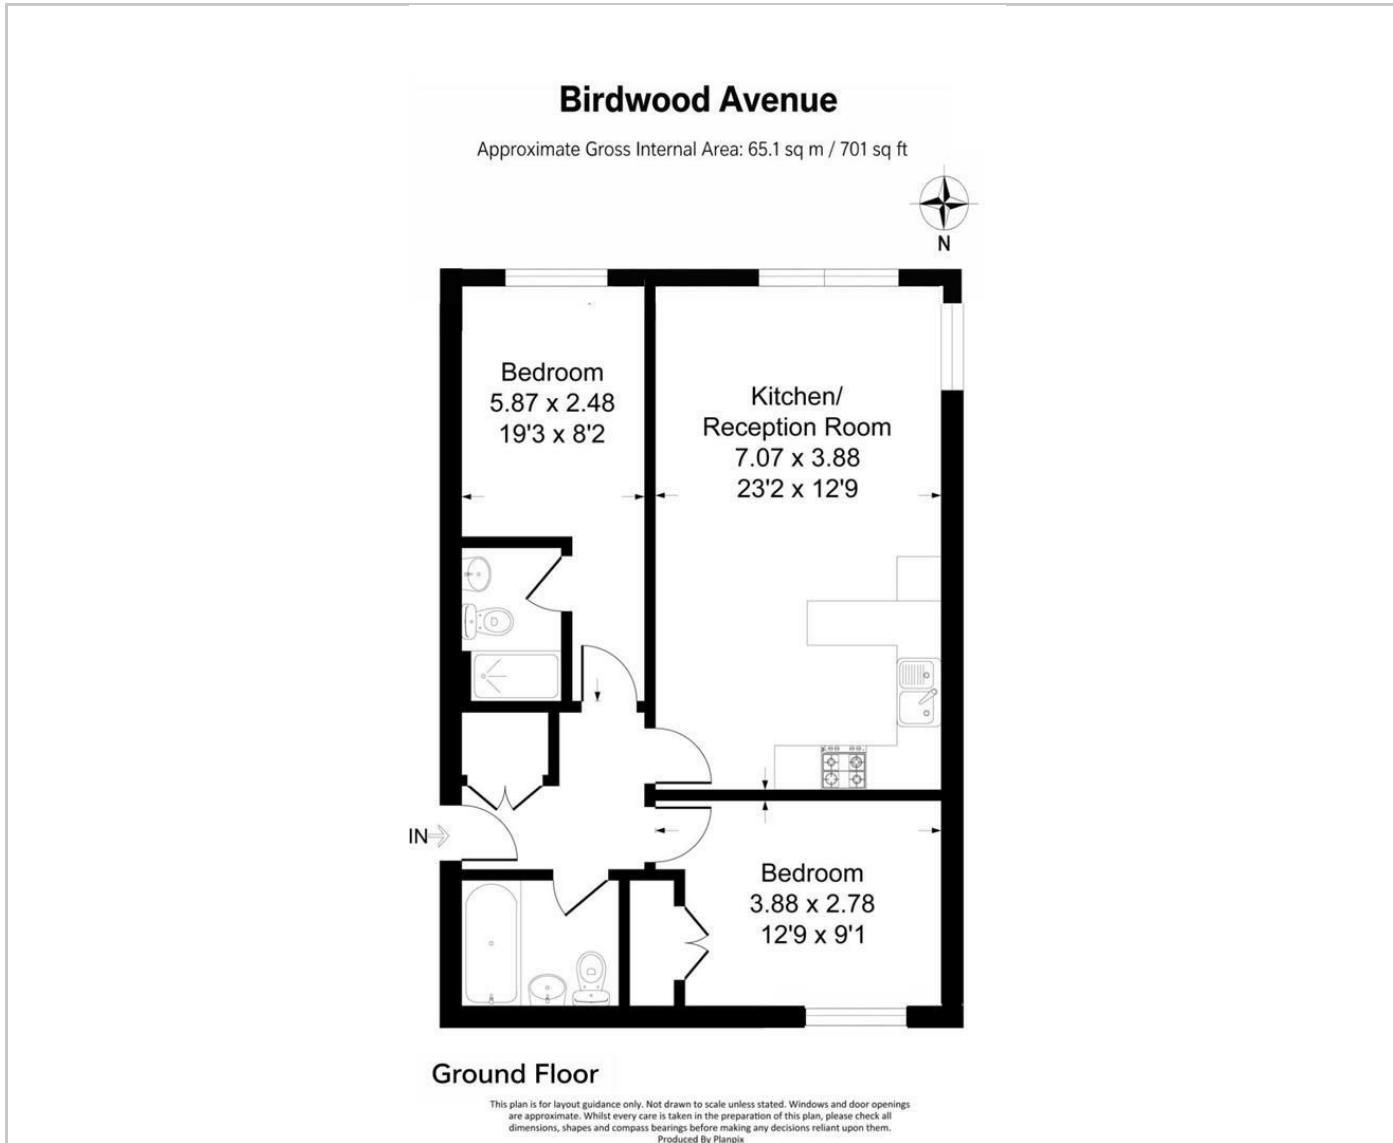 Birdwood Avenue
Approximate Gross Internal Area: 65.1 sq m / 701 sq ft
N
Bedroom
5.87 x 2.48
19'3 x 8'2
Kitchen/
Reception Room
7.07 x 3.88
23'2 x 12'9
IN
Bedroom
3.88 x 2.78
12'9 x 9'1
Ground Floor
This plan is for layout guidance only. Not drawn to scale unless stated. Windows and door openings
are approximate. Whilst every care is taken in the preparation of this plan, please check all
dimensions, shapes and compass bearings before making any decisions reliant upon them.
Produced By Planpix